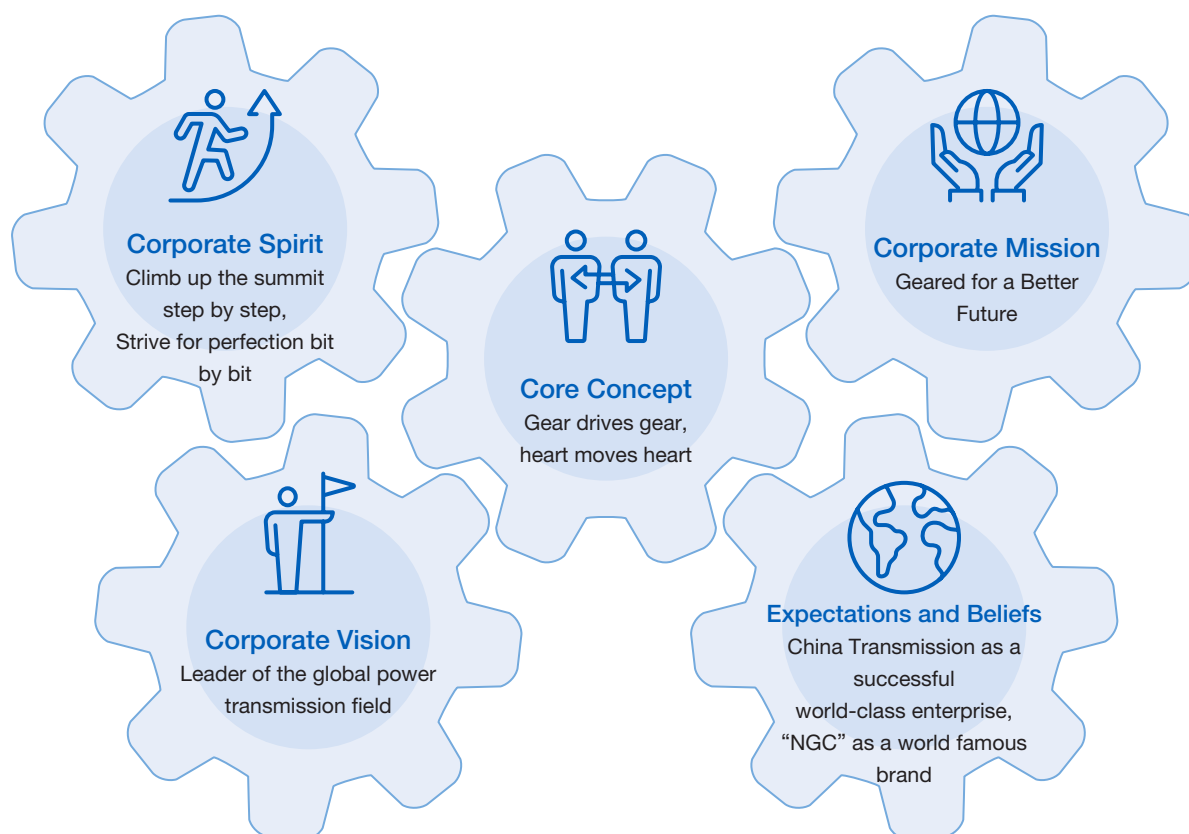 Corporate Spirit
Climb up the summit
step by step,
Strive for perfection bit
by bit
Corporate Mission
Geared for a Better
Future
Core Concept
Gear drives gear,
heart moves heart
Corporate Vision
Leader of the global power
transmission field
Expectations and Beliefs
China Transmission as a
successful
world-class enterprise,
“NGC” as a world famous
brand